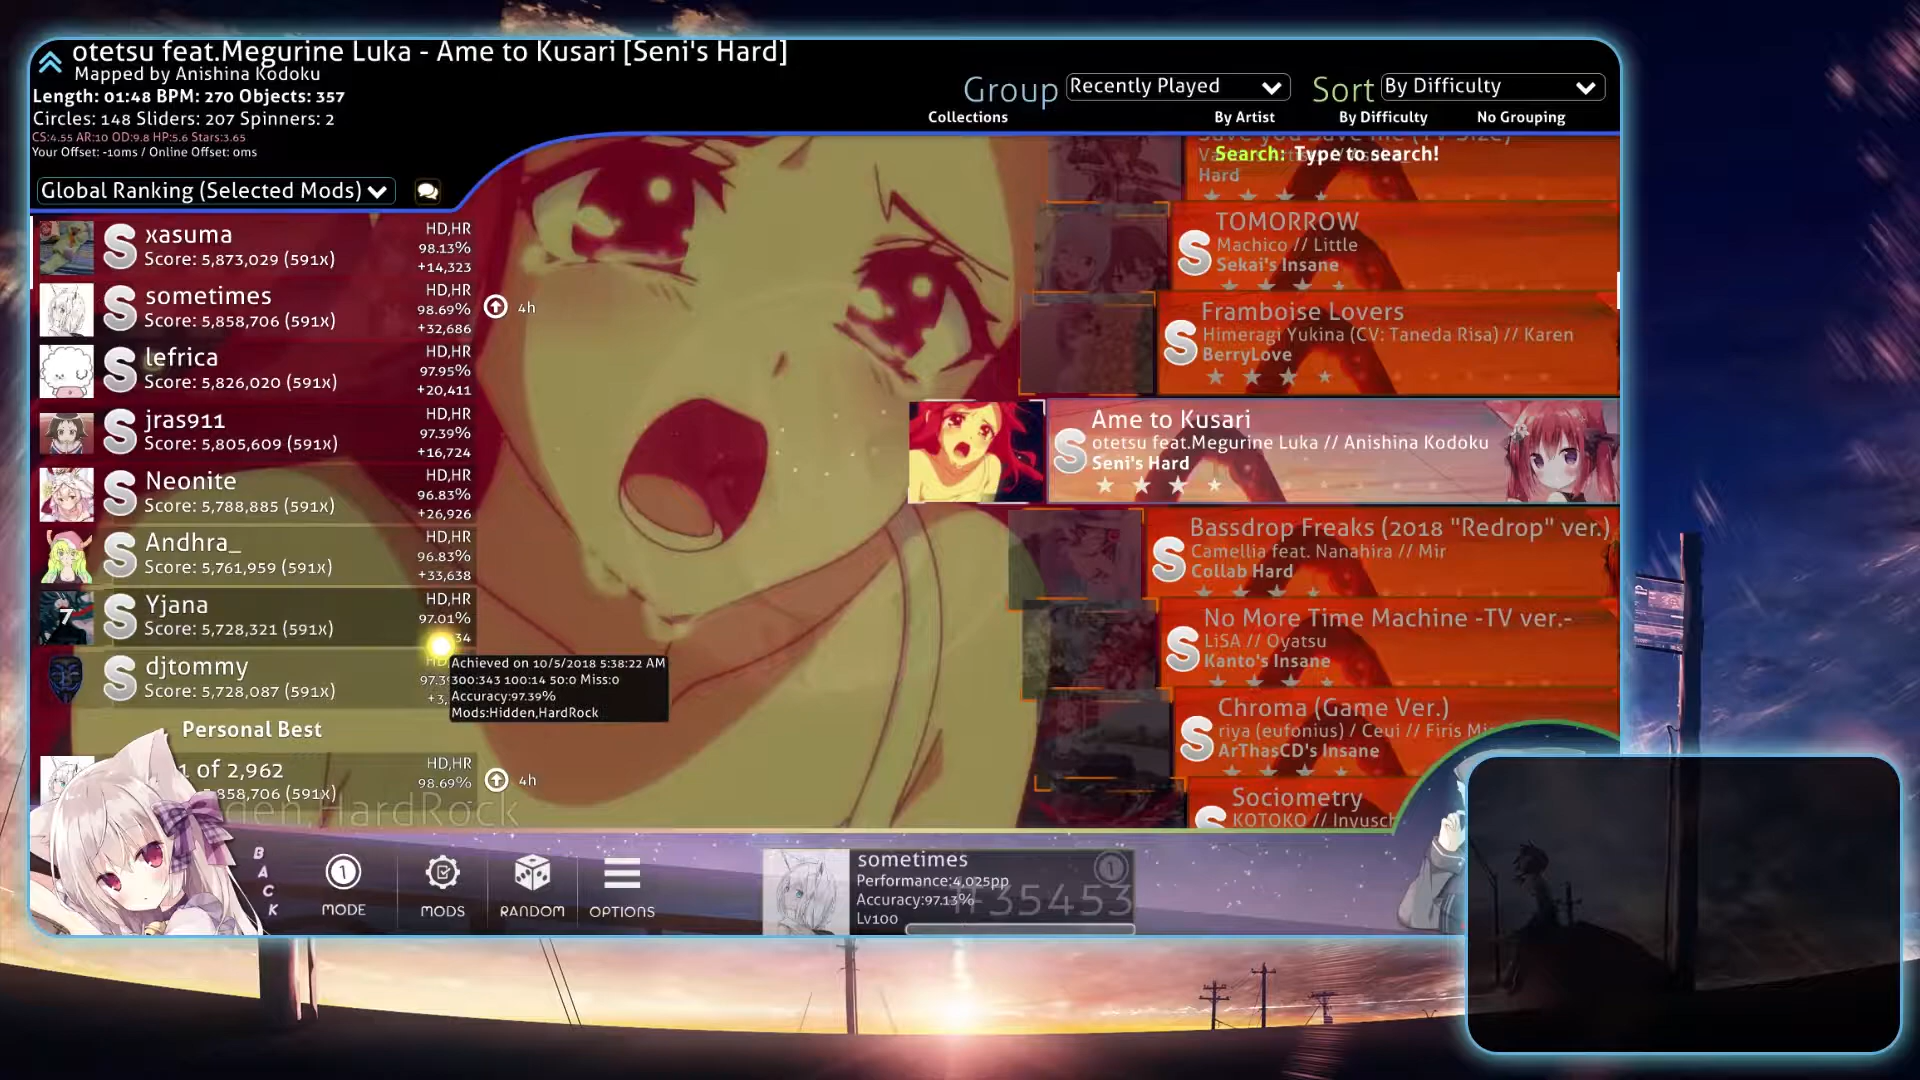 otetsu feat.Megurine Luka - Ame to Kusari [Seni's Hard]
Mapped by Anishina Kodoku
Length: 01:48 BPM: 270 Objects: 357
Circles: 148 Sliders: 207 Spinners: 2
CS:4.55 AR:10 OD:9.8 HP:5.6 Stars:3.65
Your Offset: -10ms / Online Offset: 0ms
Group Recently Played
Sort By Difficulty
Collections By Artist By Difficulty No Grouping
Global Ranking (Selected Mods)
Search: Type to search!
xasuma HD,HR
Score: 5,873,029 (591x) 98.13%
+14,323
sometimes HD,HR
Score: 5,858,706 (591x) 98.69% 4h
+32,686
lefrica HD,HR
Score: 5,826,020 (591x) 97.95%
+20,411
jras911 HD,HR
Score: 5,805,609 (591x) 97.39%
+16,724
Neonite HD,HR
Score: 5,788,885 (591x) 96.83%
+26,926
Andhra_ HD,HR
Score: 5,761,959 (591x) 96.83%
+33,638
Yjana HD,HR
Score: 5,728,321 (591x) 97.01%
7
djtommy
Score: 5,728,087 (591x)
Achieved on 10/5/2018 5:38:22 AM
300:343 100:14 50:0 Miss:0
Accuracy:97.39%
Mods:Hidden,HardRock
Personal Best
of 2,962 HD,HR
858,706 (591x) 98.69% 4h
HardRock
Hard
TOMORROW
Machico // Little
Sekai's Insane
Framboise Lovers
Himeragi Yukina (CV: Taneda Risa) // Karen
BerryLove
Ame to Kusari
otetsu feat.Megurine Luka // Anishina Kodoku
Seni's Hard
Bassdrop Freaks (2018 "Redrop" ver.)
Camellia feat. Nanahira // Mir
Collab Hard
No More Time Machine -TV ver.-
LiSA // Oyatsu
Kanto's Insane
Chroma (Game Ver.)
riya (eufonius) / Ceui // Firis
ArThasCD's Insane
Sociometry
KOTOKO //
BACK
MODE
MODS
RANDOM
OPTIONS
sometimes
Performance:4,025pp
Accuracy:97.13%
Lv100
#35453